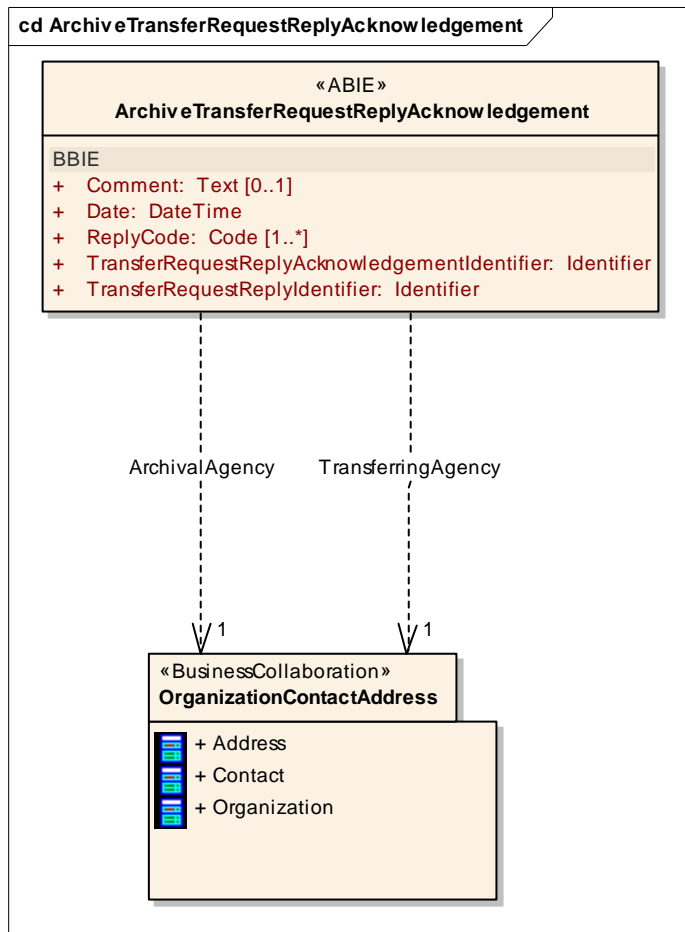 cd ArchiveTransferRequestReplyAcknowledgement
«ABIE»
ArchiveTransferRequestReplyAcknowledgement
BBIE
+ Comment: Text [0..1]
+ Date: DateTime
+ ReplyCode: Code [1..*]
+ TransferRequestReplyAcknowledgementIdentifier: Identifier
+ TransferRequestReplyIdentifier: Identifier
ArchivalAgency TransferringAgency
1 1
«BusinessCollaboration»
OrganizationContactAddress
+ Address
+ Contact
+ Organization